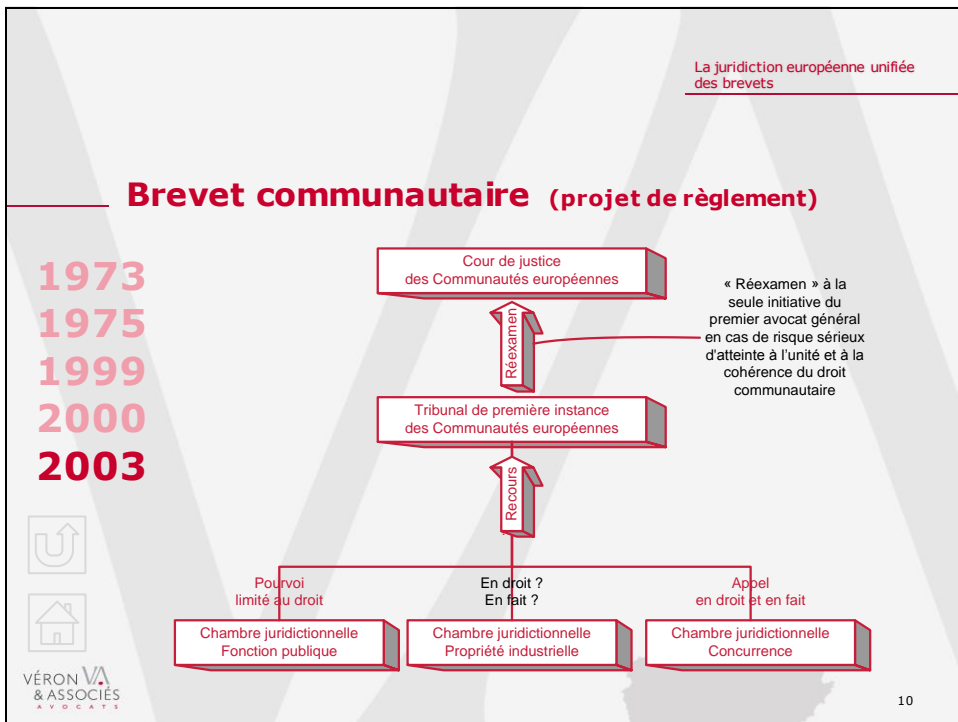 La juridiction européenne unifiée
des brevets
Brevet communautaire (projet de règlement)
1973
1975
1999
2000
2003
Cour de justice
des Communautés européennes
Réexamen
« Réexamen » à la
seule initiative du
premier avocat général
en cas de risque sérieux
d'atteinte à l'unité et à la
cohérence du droit
communautaire
Tribunal de première instance
des Communautés européennes
Recours
Pourvoi
limité au droit
En droit ?
En fait ?
Appel
en droit et en fait
Chambre juridictionnelle
Fonction publique
Chambre juridictionnelle
Propriété industrielle
Chambre juridictionnelle
Concurrence
VÉRON VA
& ASSOCIÉS
AVOCATS
10